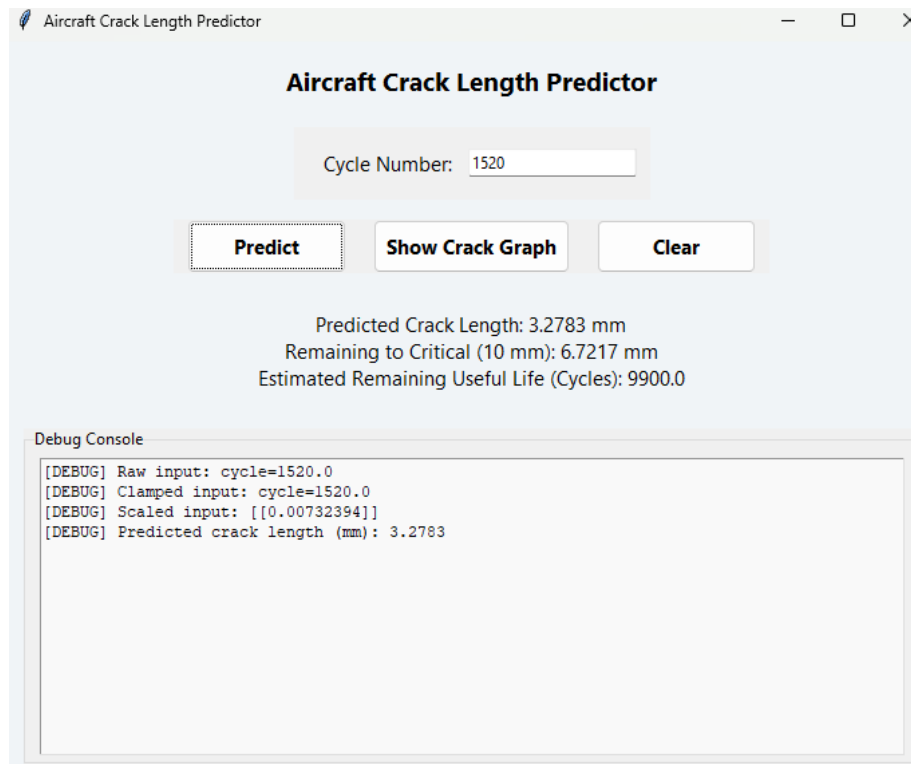 Aircraft Crack Length Predictor
Aircraft Crack Length Predictor
Cycle Number: 1520
Predict Show Crack Graph Clear
Predicted Crack Length: 3.2783 mm
Remaining to Critical (10 mm): 6.7217 mm
Estimated Remaining Useful Life (Cycles): 9900.0
Debug Console
[DEBUG] Raw input: cycle=1520.0
[DEBUG] Clamped input: cycle=1520.0
[DEBUG] Scaled input: [[0.00732394]]
[DEBUG] Predicted crack length (mm): 3.2783